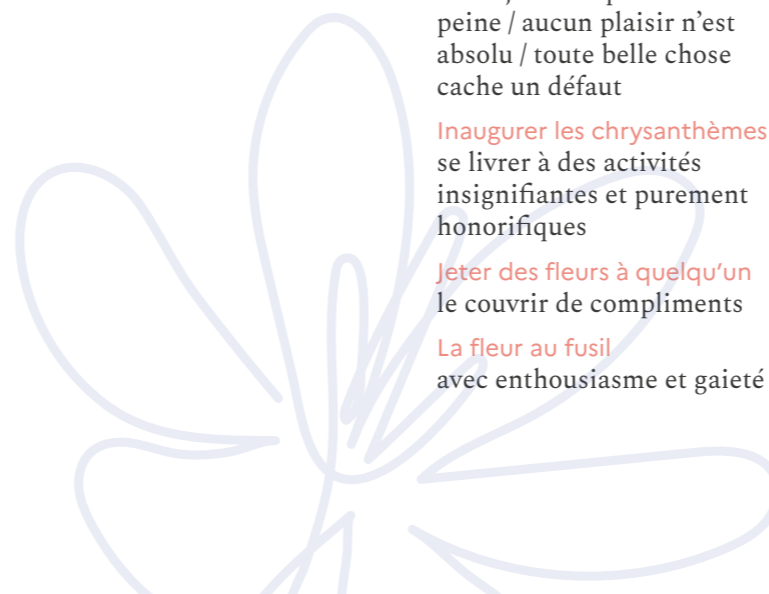 peine / aucun plaisir n’est
absolu / toute belle chose
cache un défaut
Inaugurer les chrysanthèmes
se livrer à des activités
insignifiantes et purement
honorifiques
Jeter des fleurs à quelqu’un
le couvrir de compliments
La fleur au fusil
avec enthousiasme et gaieté